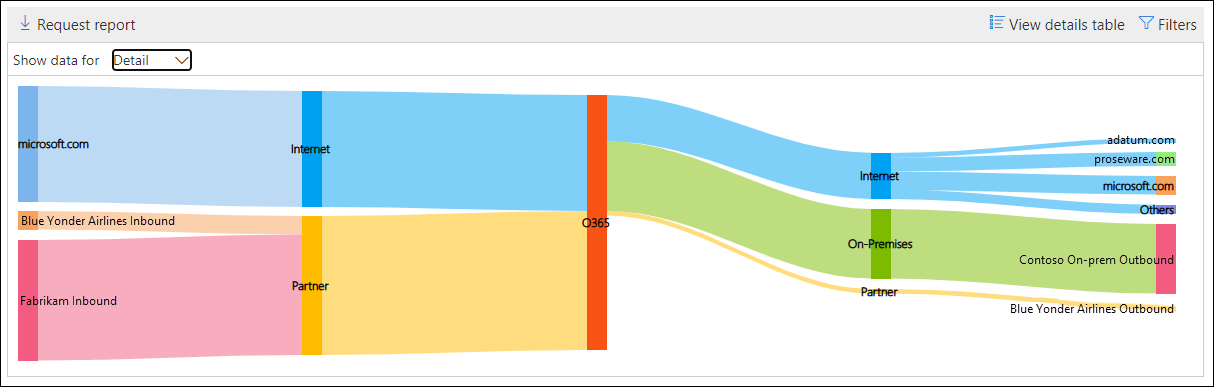 Request report
View details table
Filters
Show data for
Detail
microsoft.com
Blue Yonder Airlines Inbound
Fabrikam Inbound
Internet
Partner
O365
Internet
On-Premises
Partner
adatum.com
proseware.com
microsoft.com
Others
Contoso On-prem Outbound
Blue Yonder Airlines Outbound